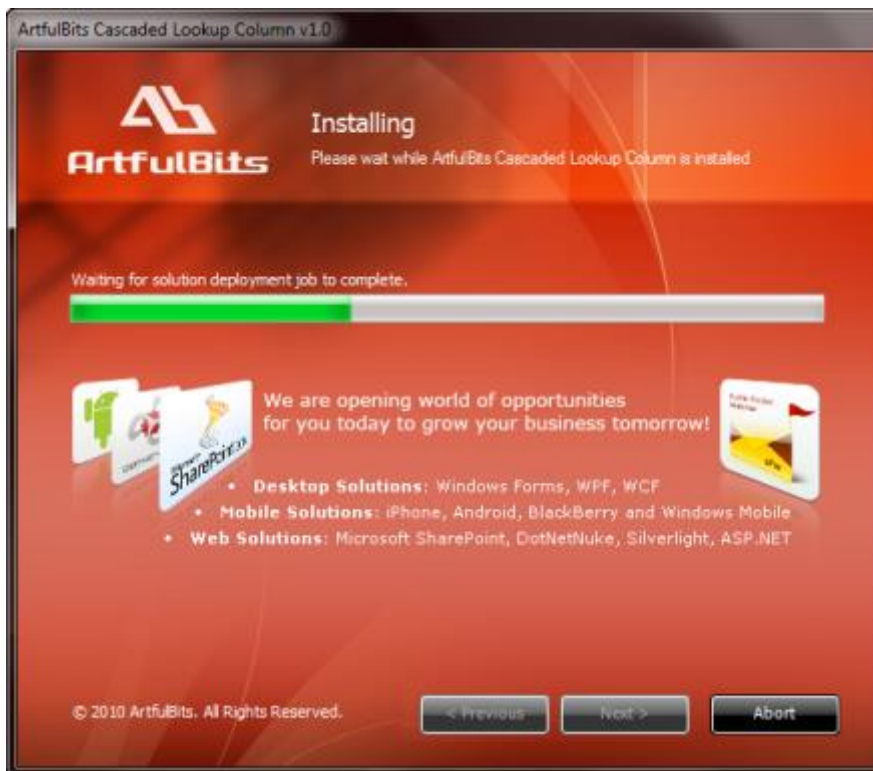 ArtfulBits Cascaded Lookup Column v1.0
ArtfulBits
Installing
Please wait while ArtfulBits Cascaded Lookup Column is installed
Waiting for solution deployment job to complete.
SharePoint
We are opening world of opportunities
for you today to grow your business tomorrow!
• Desktop Solutions: Windows Forms, WPF, WCF
• Mobile Solutions: iPhone, Android, BlackBerry and Windows Mobile
• Web Solutions: Microsoft SharePoint, DotNetNuke, Silverlight, ASP.NET
© 2010 ArtfulBits. All Rights Reserved.
< Previous
Next >
Abort